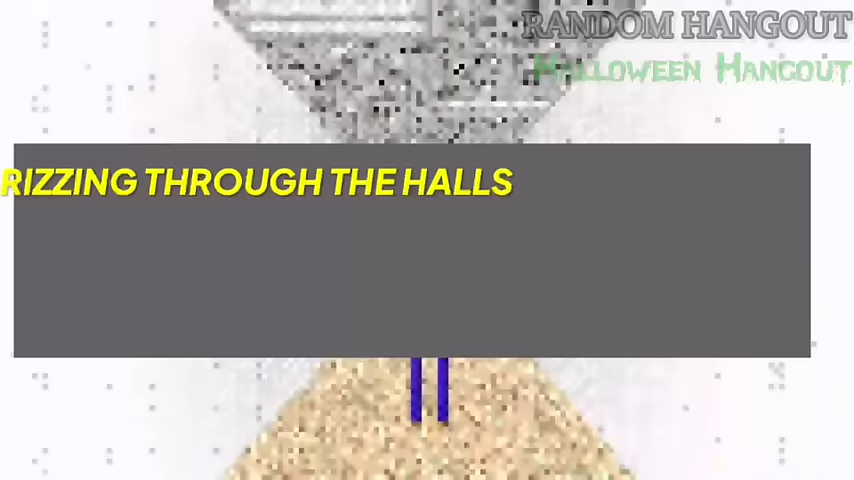 RANDOM HANGOUT
Halloween Hangout
RIZZING THROUGH THE HALLS